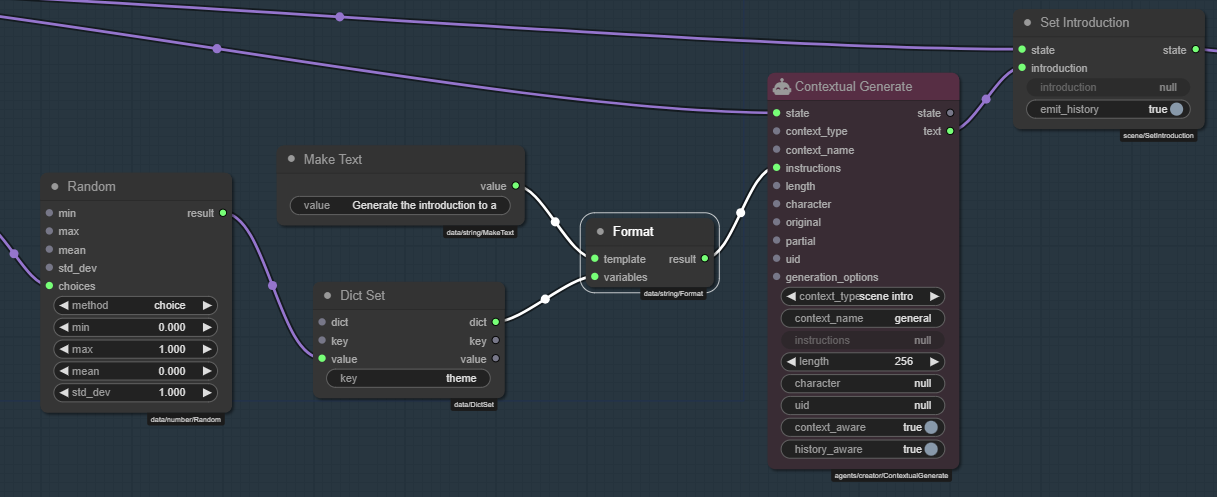 Set Introduction
state state
introduction
introduction null
emit_history true
scene/SetIntroduction
Contextual Generate
state state
context_type text
context_name
instructions
length
character
original
partial
uid
generation_options
context_type scene intro
context_name general
instructions null
length 256
character null
uid null
context_aware true
history_aware true
agents/creator/ContextualGenerate
Make Text
value
value Generate the introduction to a
data/string/MakeText
Random
min result
max
mean
std_dev
choices
method choice
min 0.000
max 1.000
mean 0.000
std_dev 1.000
data/number/Random
Dict Set
dict dict
key key
value value
key theme
data/DictSet
Format
template result
variables
data/string/Format